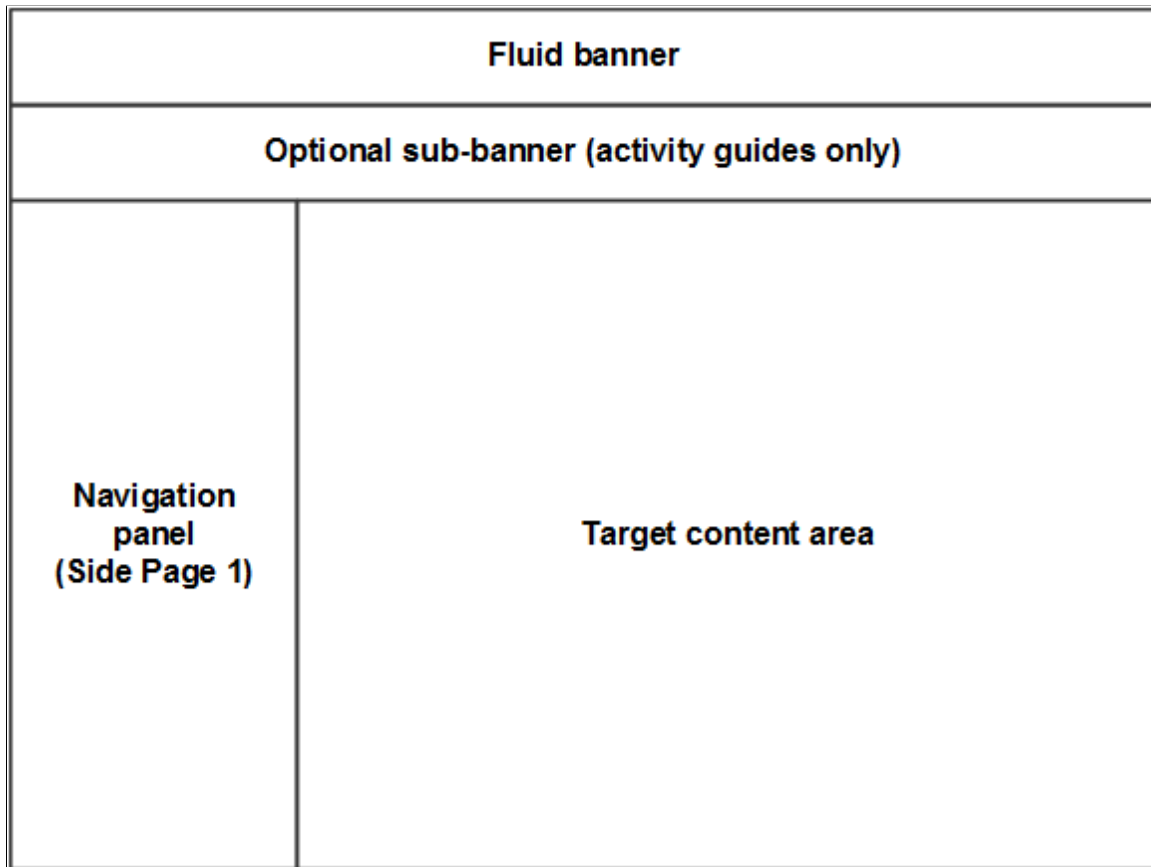 Fluid banner
Optional sub-banner (activity guides only)
Navigation
panel
(Side Page 1)
Target content area